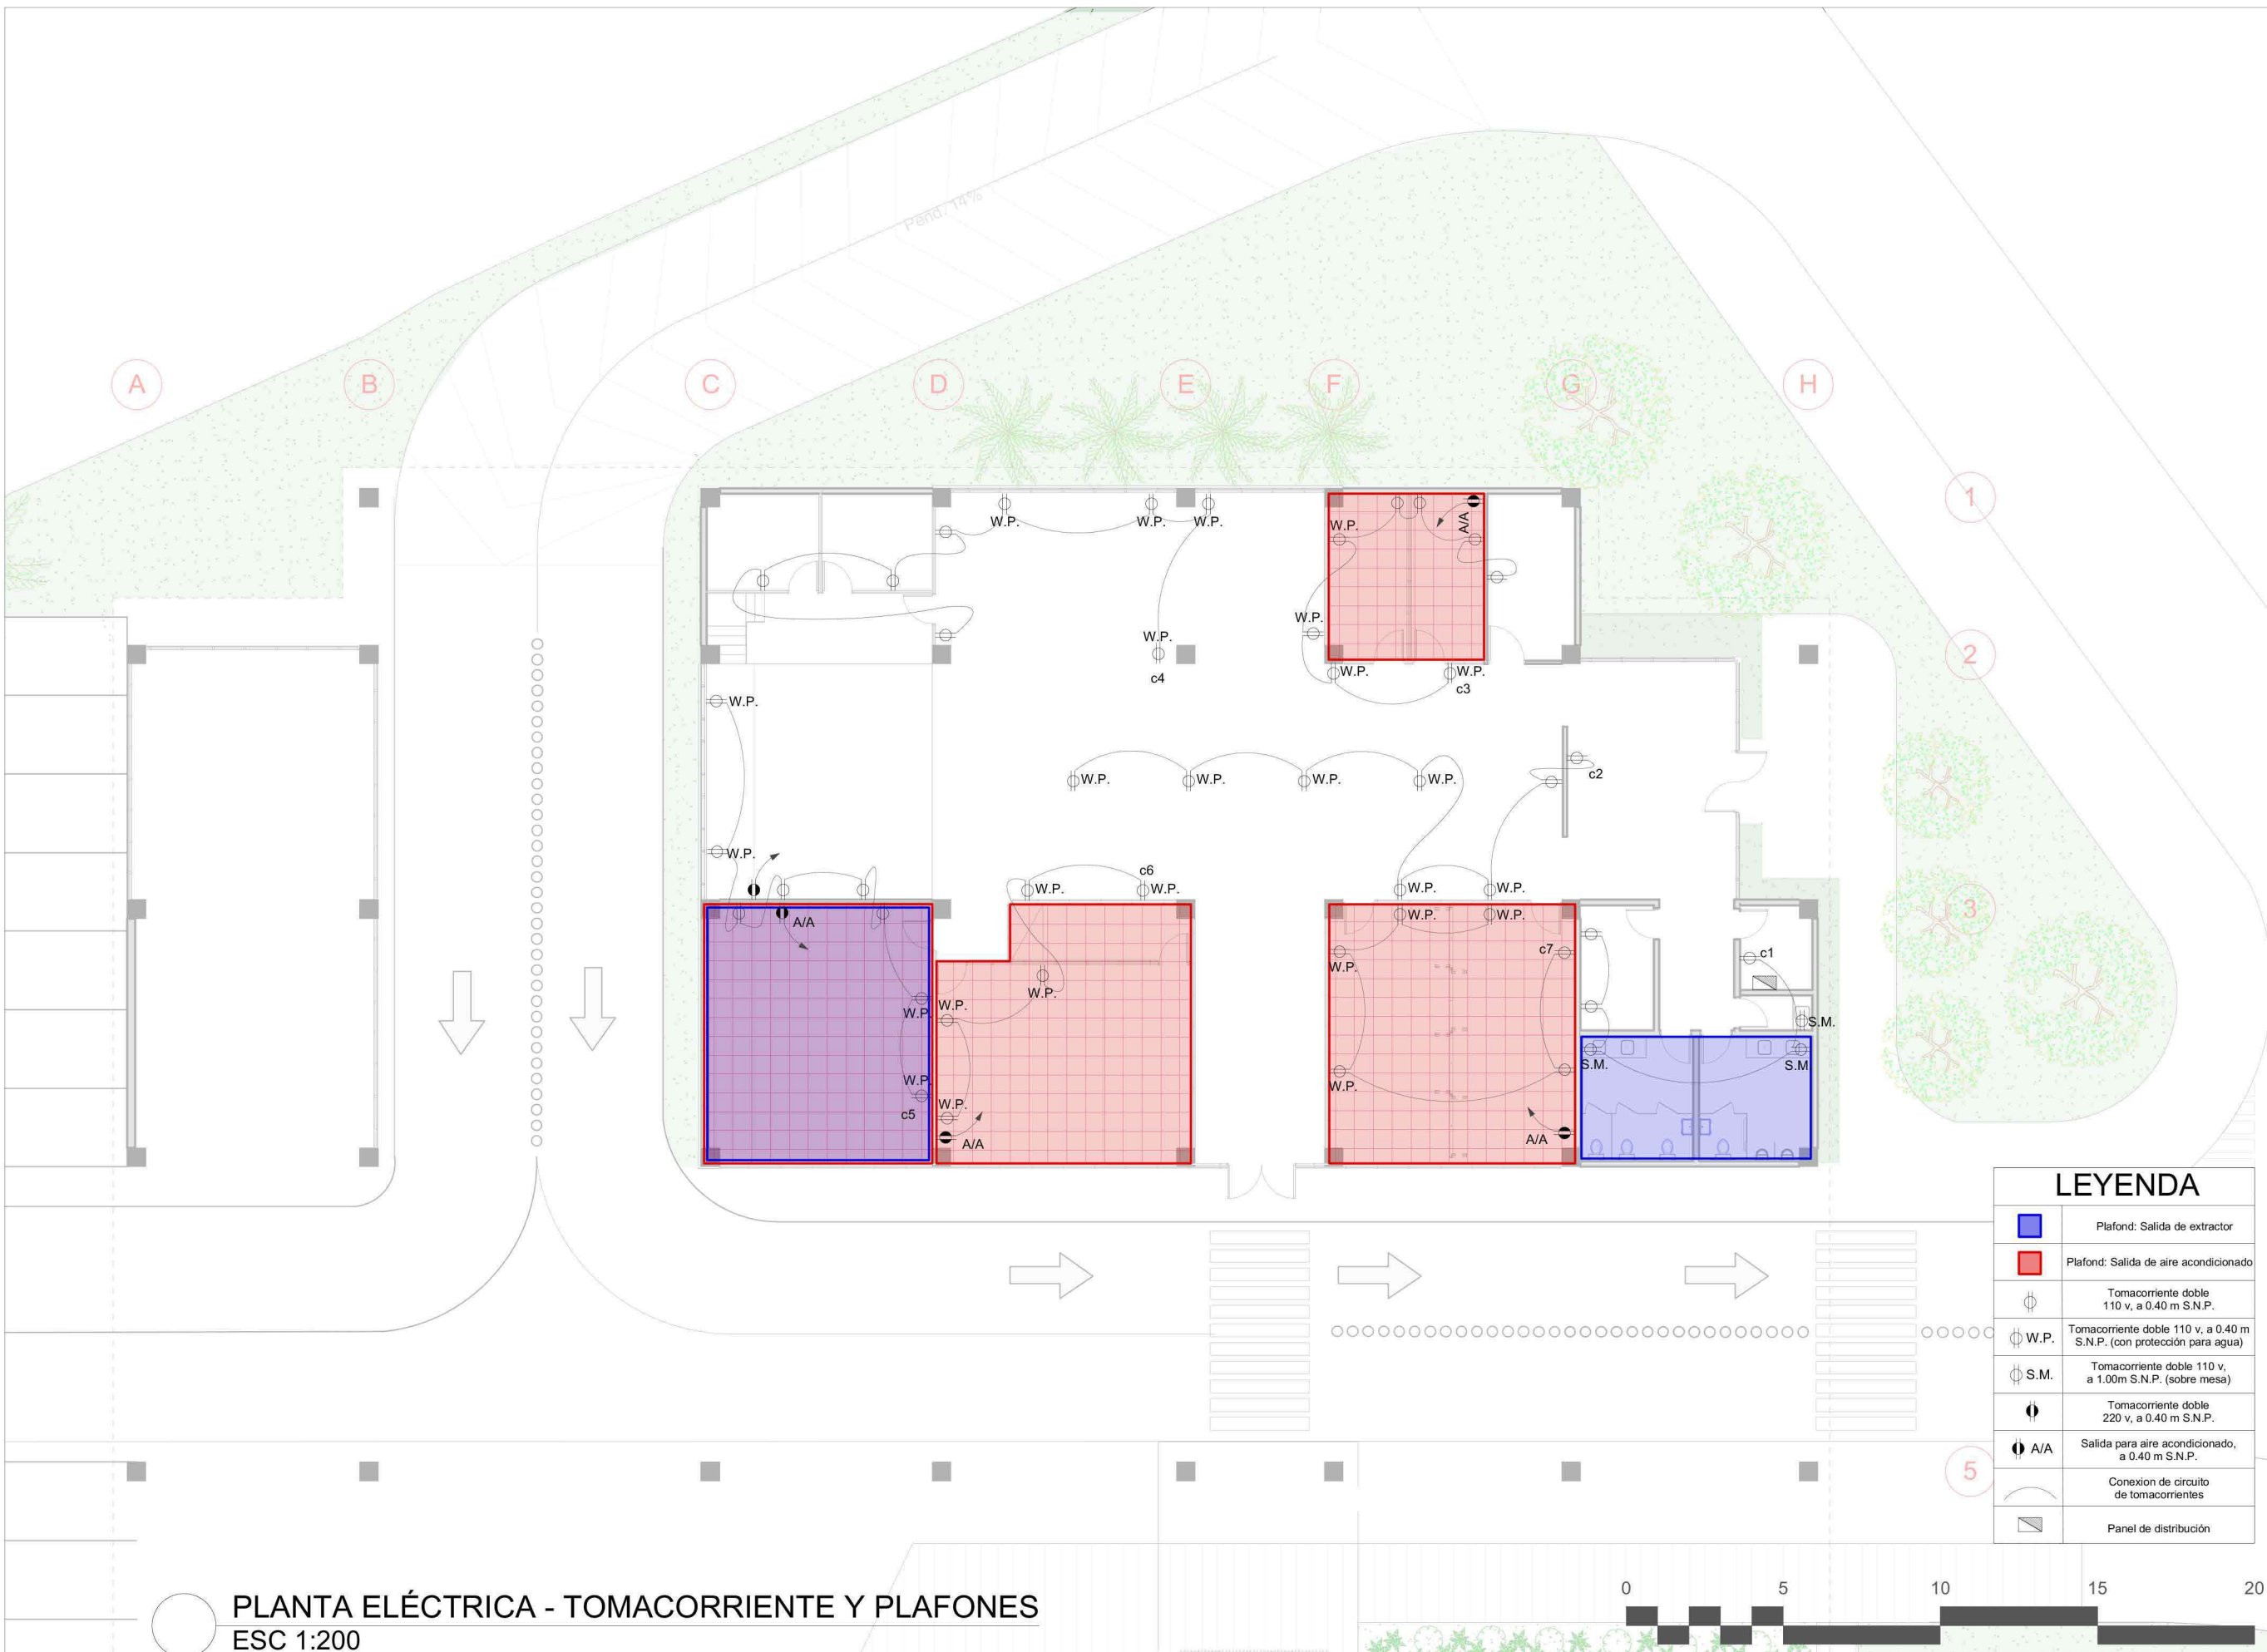 Pend. 14%
A
B
C
D
E
F
G
H
1
2
3
5
W.P.
W.P.
W.P.
W.P.
A/A
W.P.
W.P.
c4
W.P.
W.P.
c3
W.P.
W.P.
W.P.
W.P.
W.P.
c2
W.P.
c6
W.P.
W.P.
W.P.
W.P.
A/A
W.P.
W.P.
c7
c1
W.P.
W.P.
W.P.
W.P.
S.M.
S.M.
S.M
W.P.
W.P.
W.P.
c5
A/A
A/A
LEYENDA
Plafond: Salida de extractor
Plafond: Salida de aire acondicionado
Tomacorriente doble
110 v, a 0.40 m S.N.P.
W.P.
Tomacorriente doble 110 v, a 0.40 m
S.N.P. (con protección para agua)
S.M.
Tomacorriente doble 110 v,
a 1.00m S.N.P. (sobre mesa)
Tomacorriente doble
220 v, a 0.40 m S.N.P.
A/A
Salida para aire acondicionado,
a 0.40 m S.N.P.
Conexion de circuito
de tomacorrientes
Panel de distribución
PLANTA ELÉCTRICA - TOMACORRIENTE Y PLAFONES
ESC 1:200
0 5 10 15 20